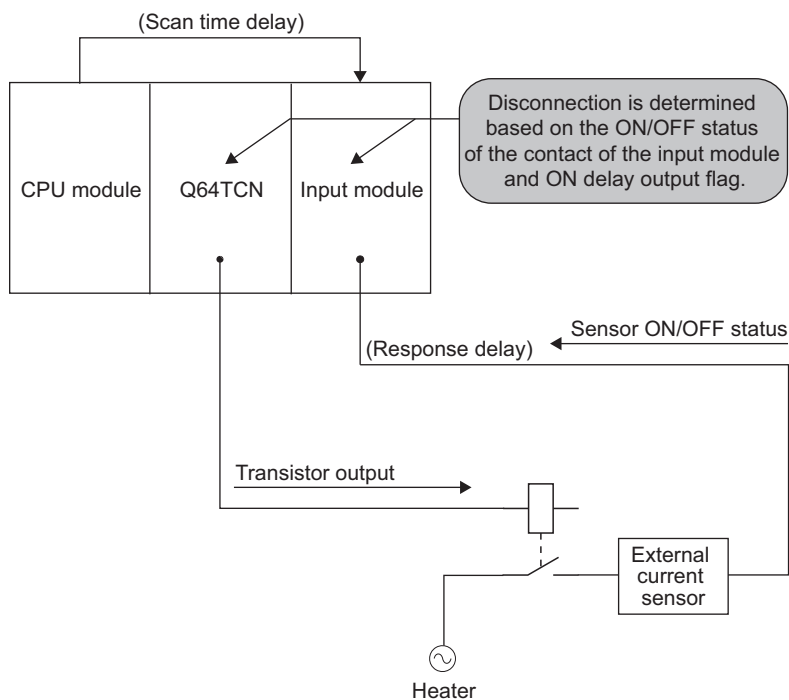 (Scan time delay)
Disconnection is determined
based on the ON/OFF status
of the contact of the input module
and ON delay output flag.
CPU module
Q64TCN
Input module
Sensor ON/OFF status
(Response delay)
Transistor output
External
current
sensor
Heater